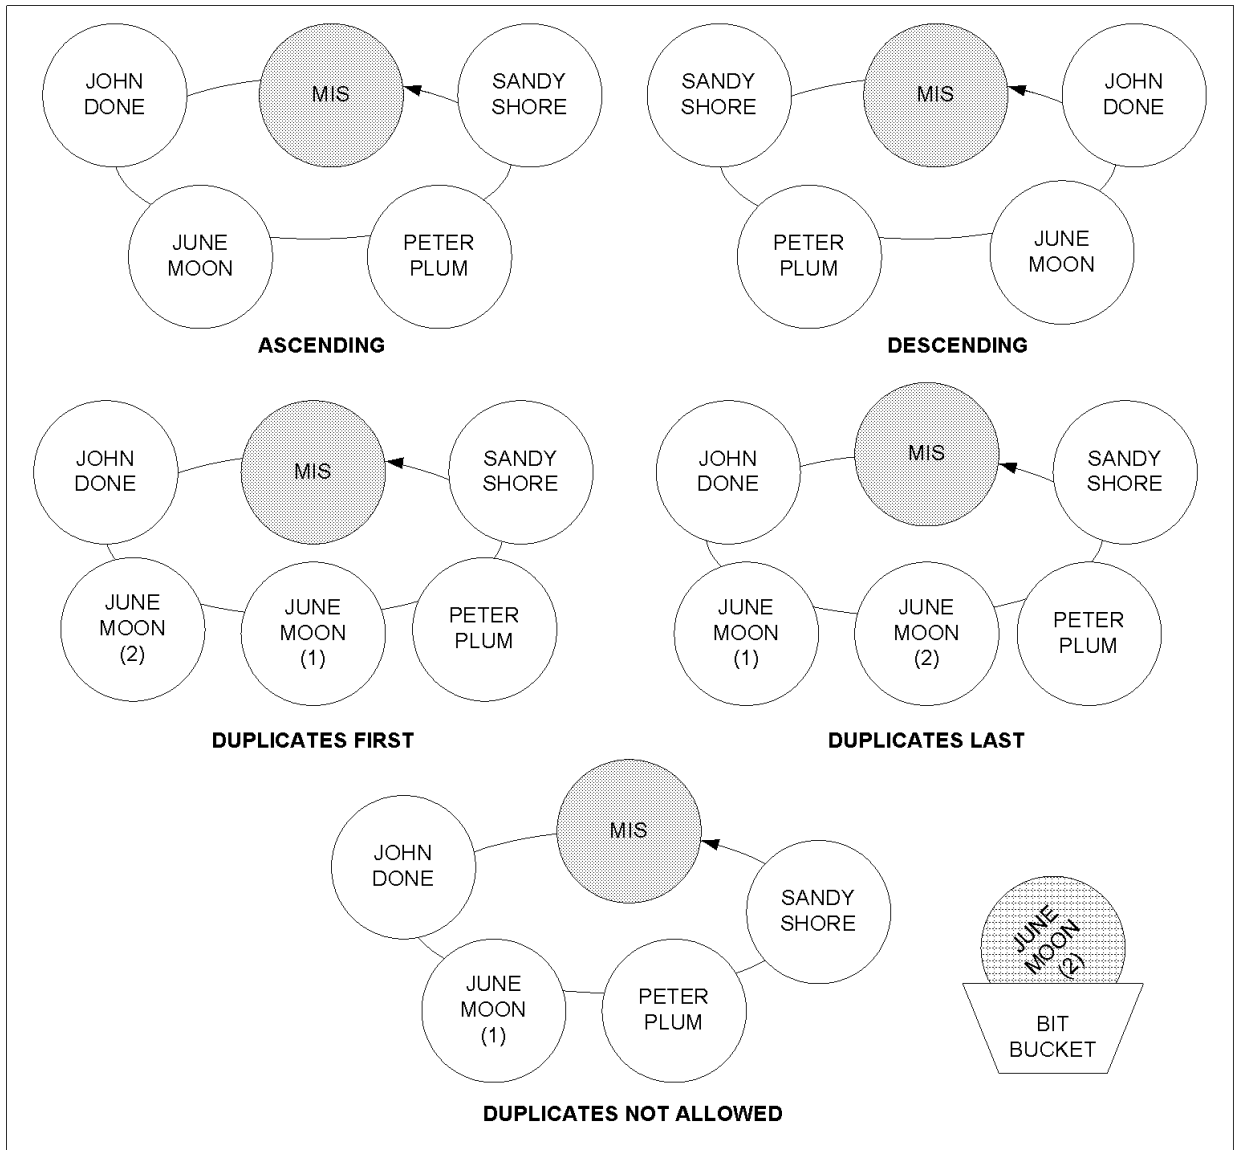 JOHN
DONE
MIS
SANDY
SHORE
JUNE
MOON
PETER
PLUM
ASCENDING
SANDY
SHORE
MIS
JOHN
DONE
PETER
PLUM
JUNE
MOON
DESCENDING
JOHN
DONE
MIS
SANDY
SHORE
JUNE
MOON
(2)
JUNE
MOON
(1)
PETER
PLUM
DUPLICATES FIRST
JOHN
DONE
MIS
SANDY
SHORE
JUNE
MOON
(1)
JUNE
MOON
(2)
PETER
PLUM
DUPLICATES LAST
JOHN
DONE
MIS
SANDY
SHORE
JUNE
MOON
(1)
PETER
PLUM
JUNE
MOON
(2)
BIT
BUCKET
DUPLICATES NOT ALLOWED